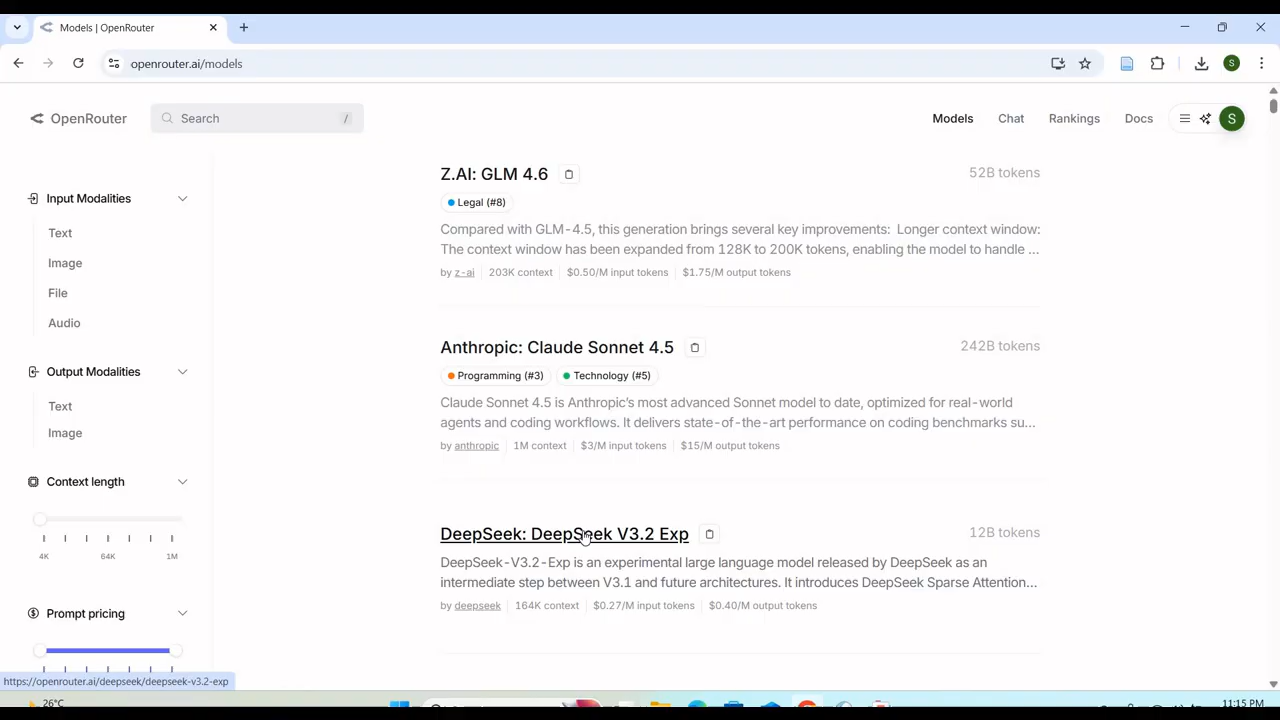 Models | OpenRouter
openrouter.ai/models
S
OpenRouter
Search
/
Models
Chat
Rankings
Docs
S
Input Modalities
Text
Image
File
Audio
Output Modalities
Text
Image
Context length
4K
64K
1M
Prompt pricing
Z.AI: GLM 4.6
52B tokens
Legal (#8)
Compared with GLM-4.5, this generation brings several key improvements: Longer context window:
The context window has been expanded from 128K to 200K tokens, enabling the model to handle ...
by z-ai
203K context
$0.50/M input tokens
$1.75/M output tokens
Anthropic: Claude Sonnet 4.5
242B tokens
Programming (#3)
Technology (#5)
Claude Sonnet 4.5 is Anthropic's most advanced Sonnet model to date, optimized for real-world
agents and coding workflows. It delivers state-of-the-art performance on coding benchmarks su...
by anthropic
1M context
$3/M input tokens
$15/M output tokens
DeepSeek: DeepSeek V3.2 Exp
12B tokens
DeepSeek-V3.2-Exp is an experimental large language model released by DeepSeek as an
intermediate step between V3.1 and future architectures. It introduces DeepSeek Sparse Attention...
by deepseek
164K context
$0.27/M input tokens
$0.40/M output tokens
https://openrouter.ai/deepseek/deepseek-v3.2-exp
26°C
11:15 PM